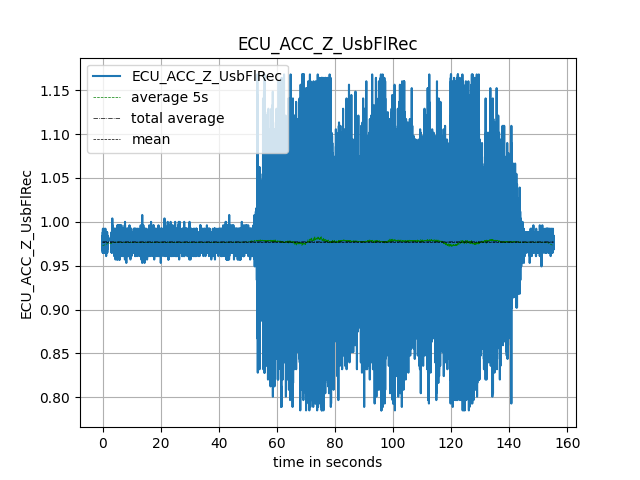 ECU_ACC_Z_UsbFlRec
ECU_ACC_Z_UsbFlRec
average 5s
total average
mean
ECU_ACC_Z_UsbFlRec
1.15
1.10
1.05
1.00
0.95
0.90
0.85
0.80
0 20 40 60 80 100 120 140 160
time in seconds